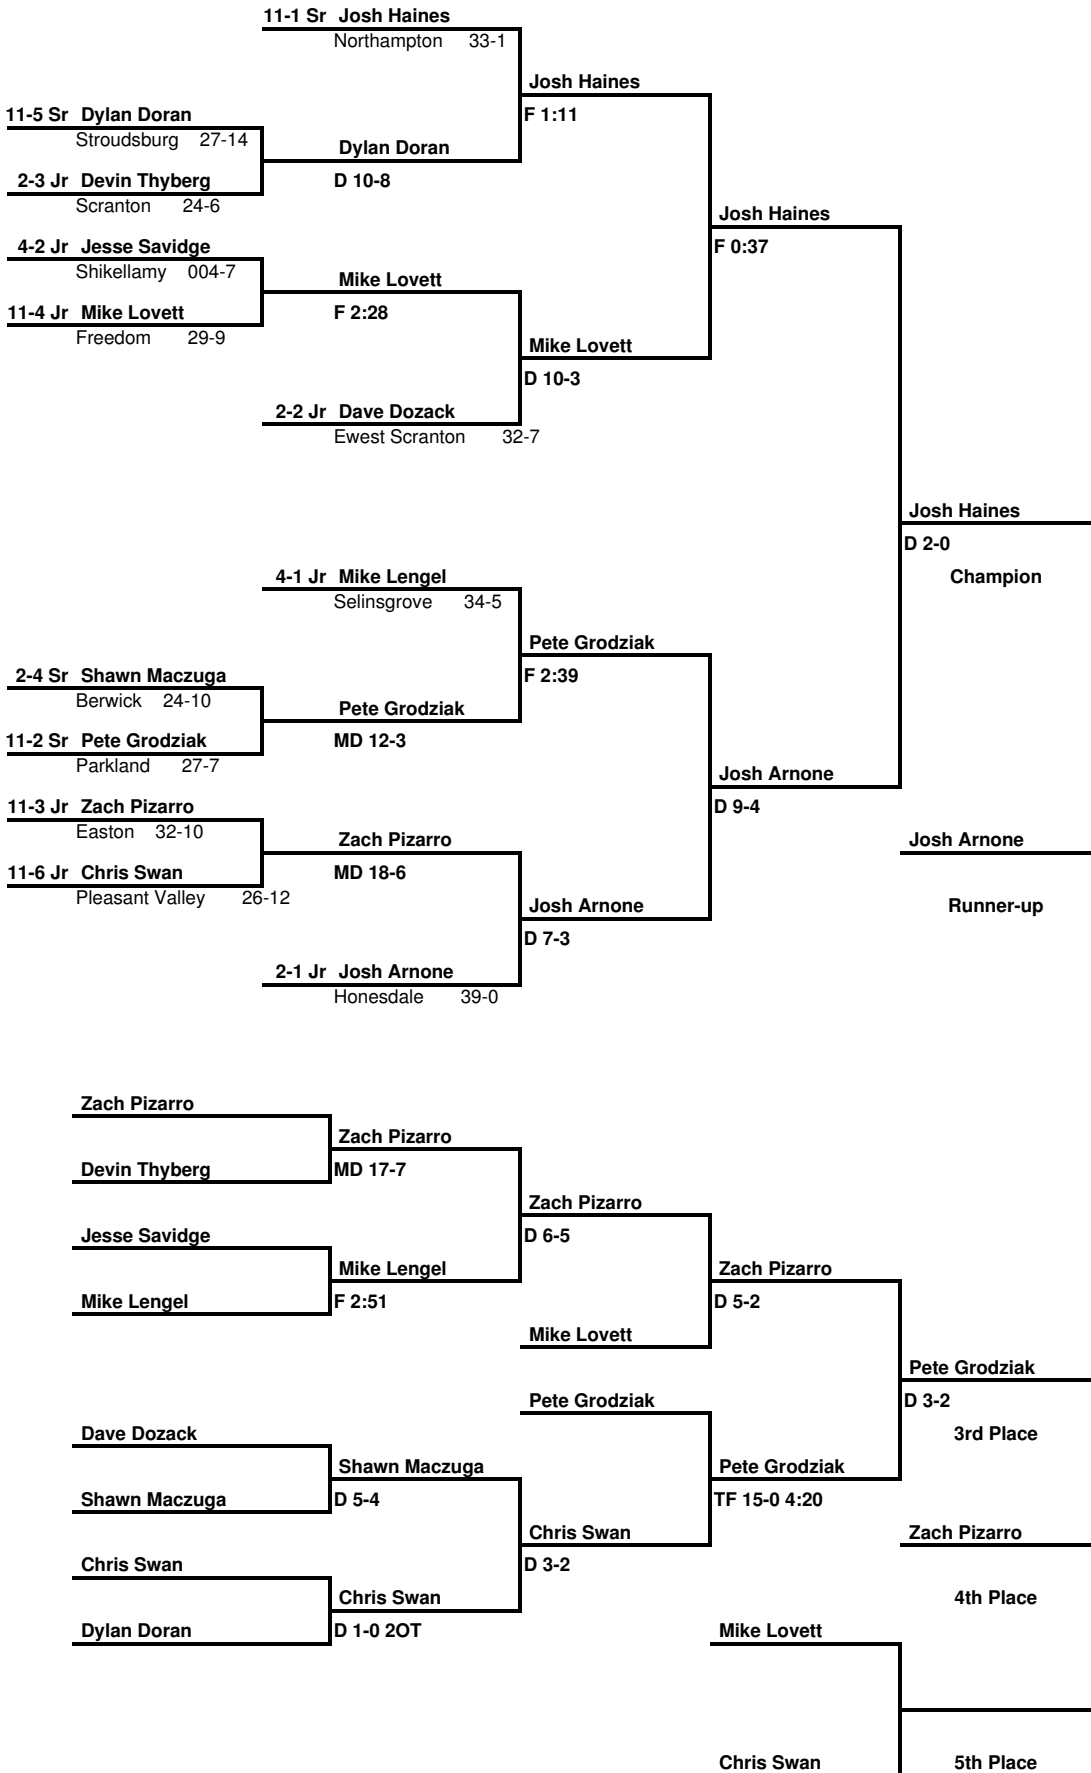 11-1 Sr Josh Haines
Northampton 33-1
Josh Haines
11-5 Sr Dylan Doran
F 1:11
Stroudsburg 27-14
Dylan Doran
2-3 Jr Devin Thyberg
D 10-8
Scranton 24-6
Josh Haines
4-2 Jr Jesse Savidge
F 0:37
Shikellamy 004-7
Mike Lovett
11-4 Jr Mike Lovett
F 2:28
Freedom 29-9
Mike Lovett
D 10-3
2-2 Jr Dave Dozack
Ewest Scranton 32-7
Josh Haines
D 2-0
4-1 Jr Mike Lengel
Champion
Selinsgrove 34-5
Pete Grodziak
2-4 Sr Shawn Maczuga
F 2:39
Berwick 24-10
Pete Grodziak
11-2 Sr Pete Grodziak
MD 12-3
Parkland 27-7
Josh Arnone
11-3 Jr Zach Pizarro
D 9-4
Easton 32-10
Zach Pizarro
Josh Arnone
11-6 Jr Chris Swan
MD 18-6
Pleasant Valley 26-12
Josh Arnone
Runner-up
D 7-3
2-1 Jr Josh Arnone
Honesdale 39-0
Zach Pizarro
Zach Pizarro
Devin Thyberg
MD 17-7
Zach Pizarro
Jesse Savidge
D 6-5
Mike Lengel
Zach Pizarro
Mike Lengel
F 2:51
D 5-2
Mike Lovett
Pete Grodziak
Pete Grodziak
D 3-2
Dave Dozack
3rd Place
Shawn Maczuga
Pete Grodziak
Shawn Maczuga
D 5-4
TF 15-0 4:20
Chris Swan
Zach Pizarro
Chris Swan
D 3-2
Chris Swan
4th Place
Dylan Doran
D 1-0 2OT
Mike Lovett
Chris Swan
5th Place